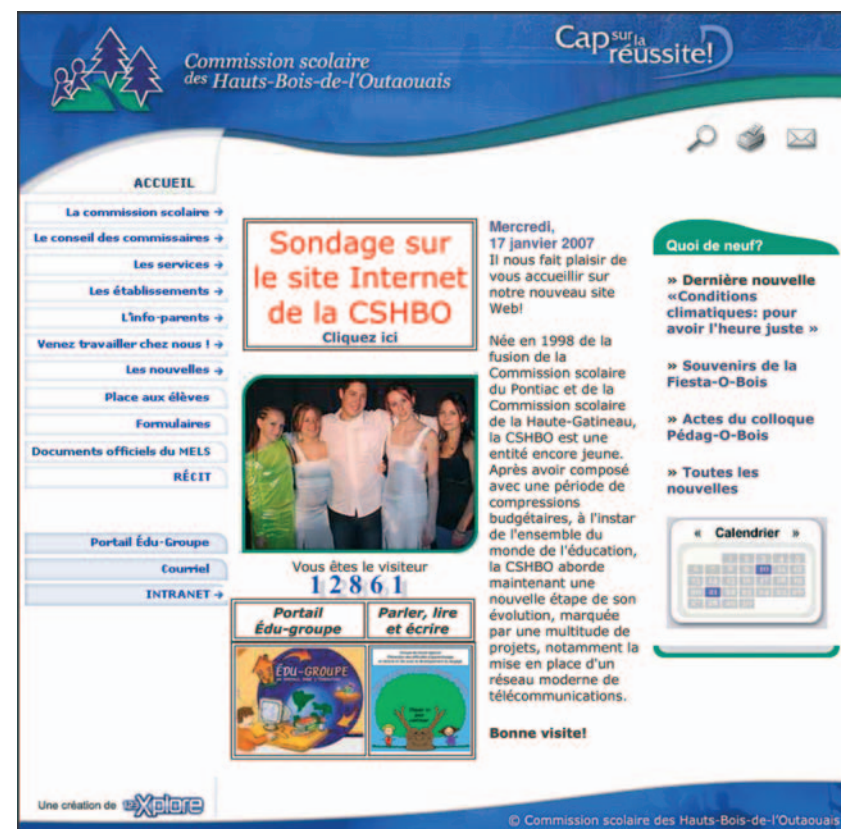 Commission scolaire
des Hauts-Bois-de-l'Outaouais
Cap sur la
réussite!
ACCUEIL
La commission scolaire →
Le conseil des commissaires →
Les services →
Les établissements →
L'info-parents →
Venez travailler chez nous ! →
Les nouvelles →
Place aux élèves
Formulaires
Documents officiels du MELS
RÉCIT
Portail Édu-Groupe
Courriel
INTRANET →
Sondage sur
le site Internet
de la CSHBO
Cliquez ici
Vous êtes le visiteur
12861
Portail
Édu-groupe
Parler, lire
et écrire
ÉDU-GROUPE
Mercredi,
17 janvier 2007
Il nous fait plaisir de
vous accueillir sur
notre nouveau site
Web!
Née en 1998 de la
fusion de la
Commission scolaire
du Pontiac et de la
Commission scolaire
de la Haute-Gatineau,
la CSHBO est une
entité encore jeune.
Après avoir composé
avec une période de
compressions
budgétaires, à l'instar
de l'ensemble du
monde de l'éducation,
la CSHBO aborde
maintenant une
nouvelle étape de son
évolution, marquée
par une multitude de
projets, notamment la
mise en place d'un
réseau moderne de
télécommunications.
Bonne visite!
Quoi de neuf?
» Dernière nouvelle
«Conditions
climatiques: pour
avoir l'heure juste »
» Souvenirs de la
Fiesta-O-Bois
» Actes du colloque
Pédag-O-Bois
» Toutes les
nouvelles
« Calendrier »
Une création de Xplore
© Commission scolaire des Hauts-Bois-de-l'Outaouais